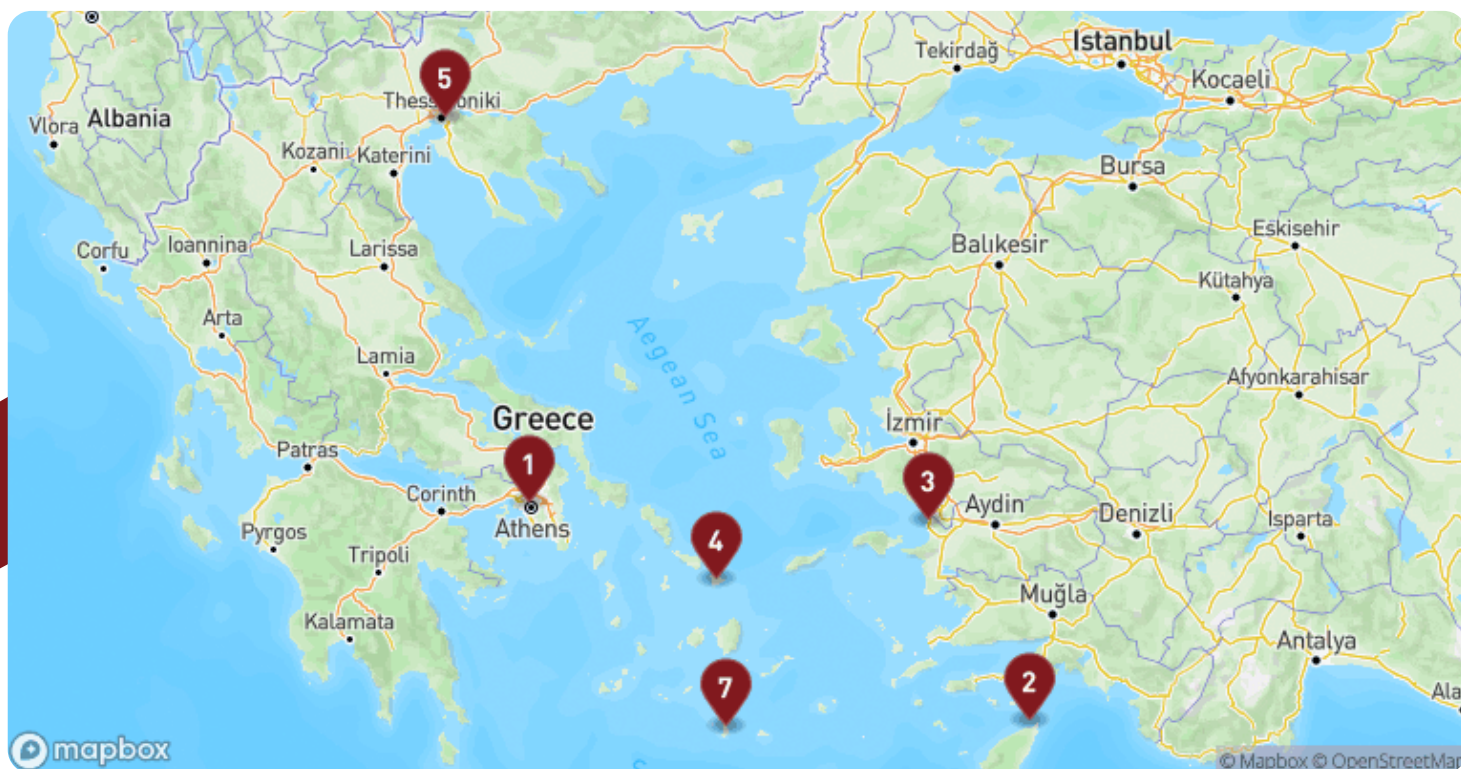 5
Thessaloniki
Vlora
Albania
Kozani
Katerini
Tekirdağ
Istanbul
Kocaeli
Bursa
Corfu
Ioannina
Larissa
Balıkesir
Eskisehir
Kütahya
Arta
Lamia
Aegean Sea
Afyonkarahisar
Greece
İzmir
Patras
1
Corinth
Athens
3
Aydin
Denizli
Isparta
Pyrgos
Tripoli
4
Kalamata
Muğla
Antalya
7
2
Ala
mapbox
© Mapbox © OpenStreetMap